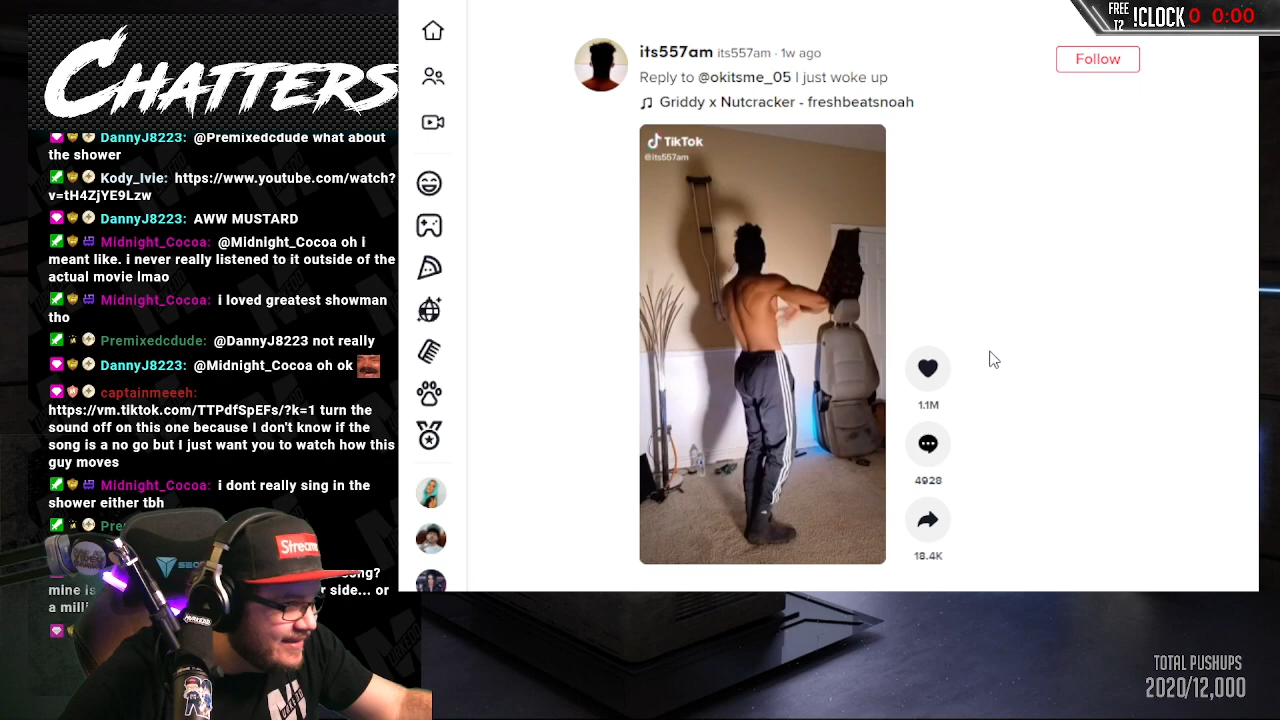 CHATTERS
DannyJ8223: @Premixedcdude what about
the shower
Kody_Ivie: https://www.youtube.com/watch?
v=tH4ZjYE9Lzw
DannyJ8223: AWW MUSTARD
Midnight_Cocoa: @MIdnight_Cocoa oh i
meant like. i never really listened to it outside of the
actual movie lmao
Midnight_Cocoa: i loved greatest showman
tho
Premixedcdude: @DannyJ8223 not really
DannyJ8223: @Midnight_Cocoa oh ok
captainmeeeh:
https://vm.tiktok.com/TTPdfSpEFs/?k=1 turn the
sound off on this one because I don't know if the
song is a no go but I just want you to watch how this
guy moves
Midnight_Cocoa: i dont really sing in the
shower either tbh
song?
mine is
side... or
a milli
its557am its557am · 1w ago
Follow
Reply to @okitsme_05 I just woke up
Griddy x Nutcracker - freshbeatsnoah
TikTok
@its557am
1.1M
4928
18.4K
FREE
!CLOCK 0 0:00
TOTAL PUSHUPS
2020/12,000